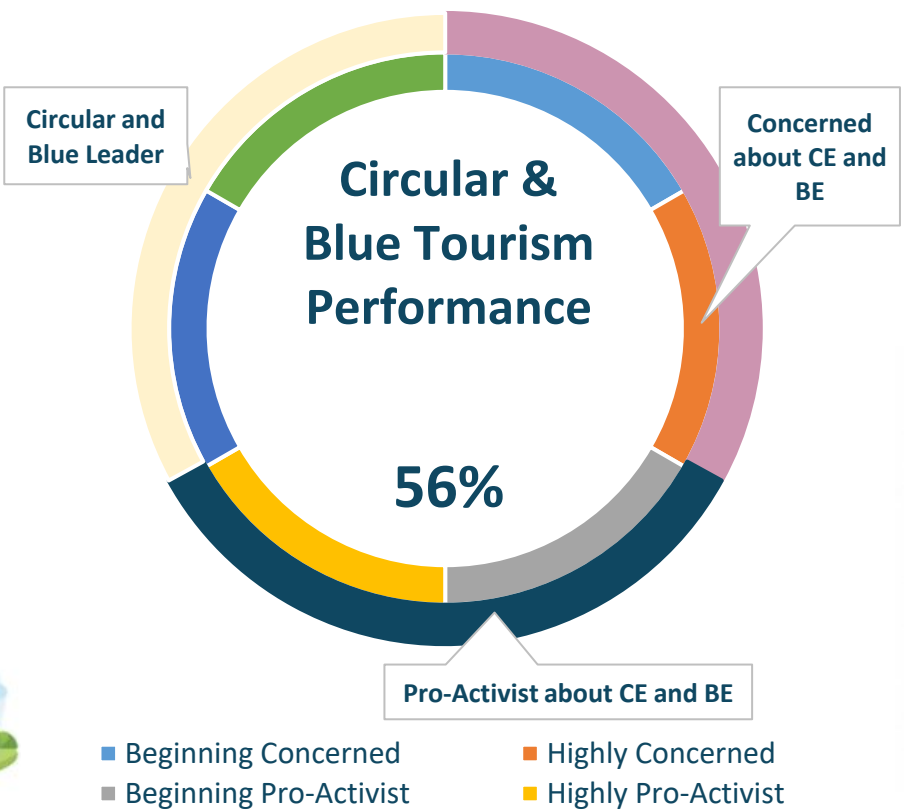 Circular and
Blue Leader
Concerned
about CE and
BE
Circular &
Blue Tourism
Performance
56%
Pro-Activist about CE and BE
Beginning Concerned
Highly Concerned
Beginning Pro-Activist
Highly Pro-Activist